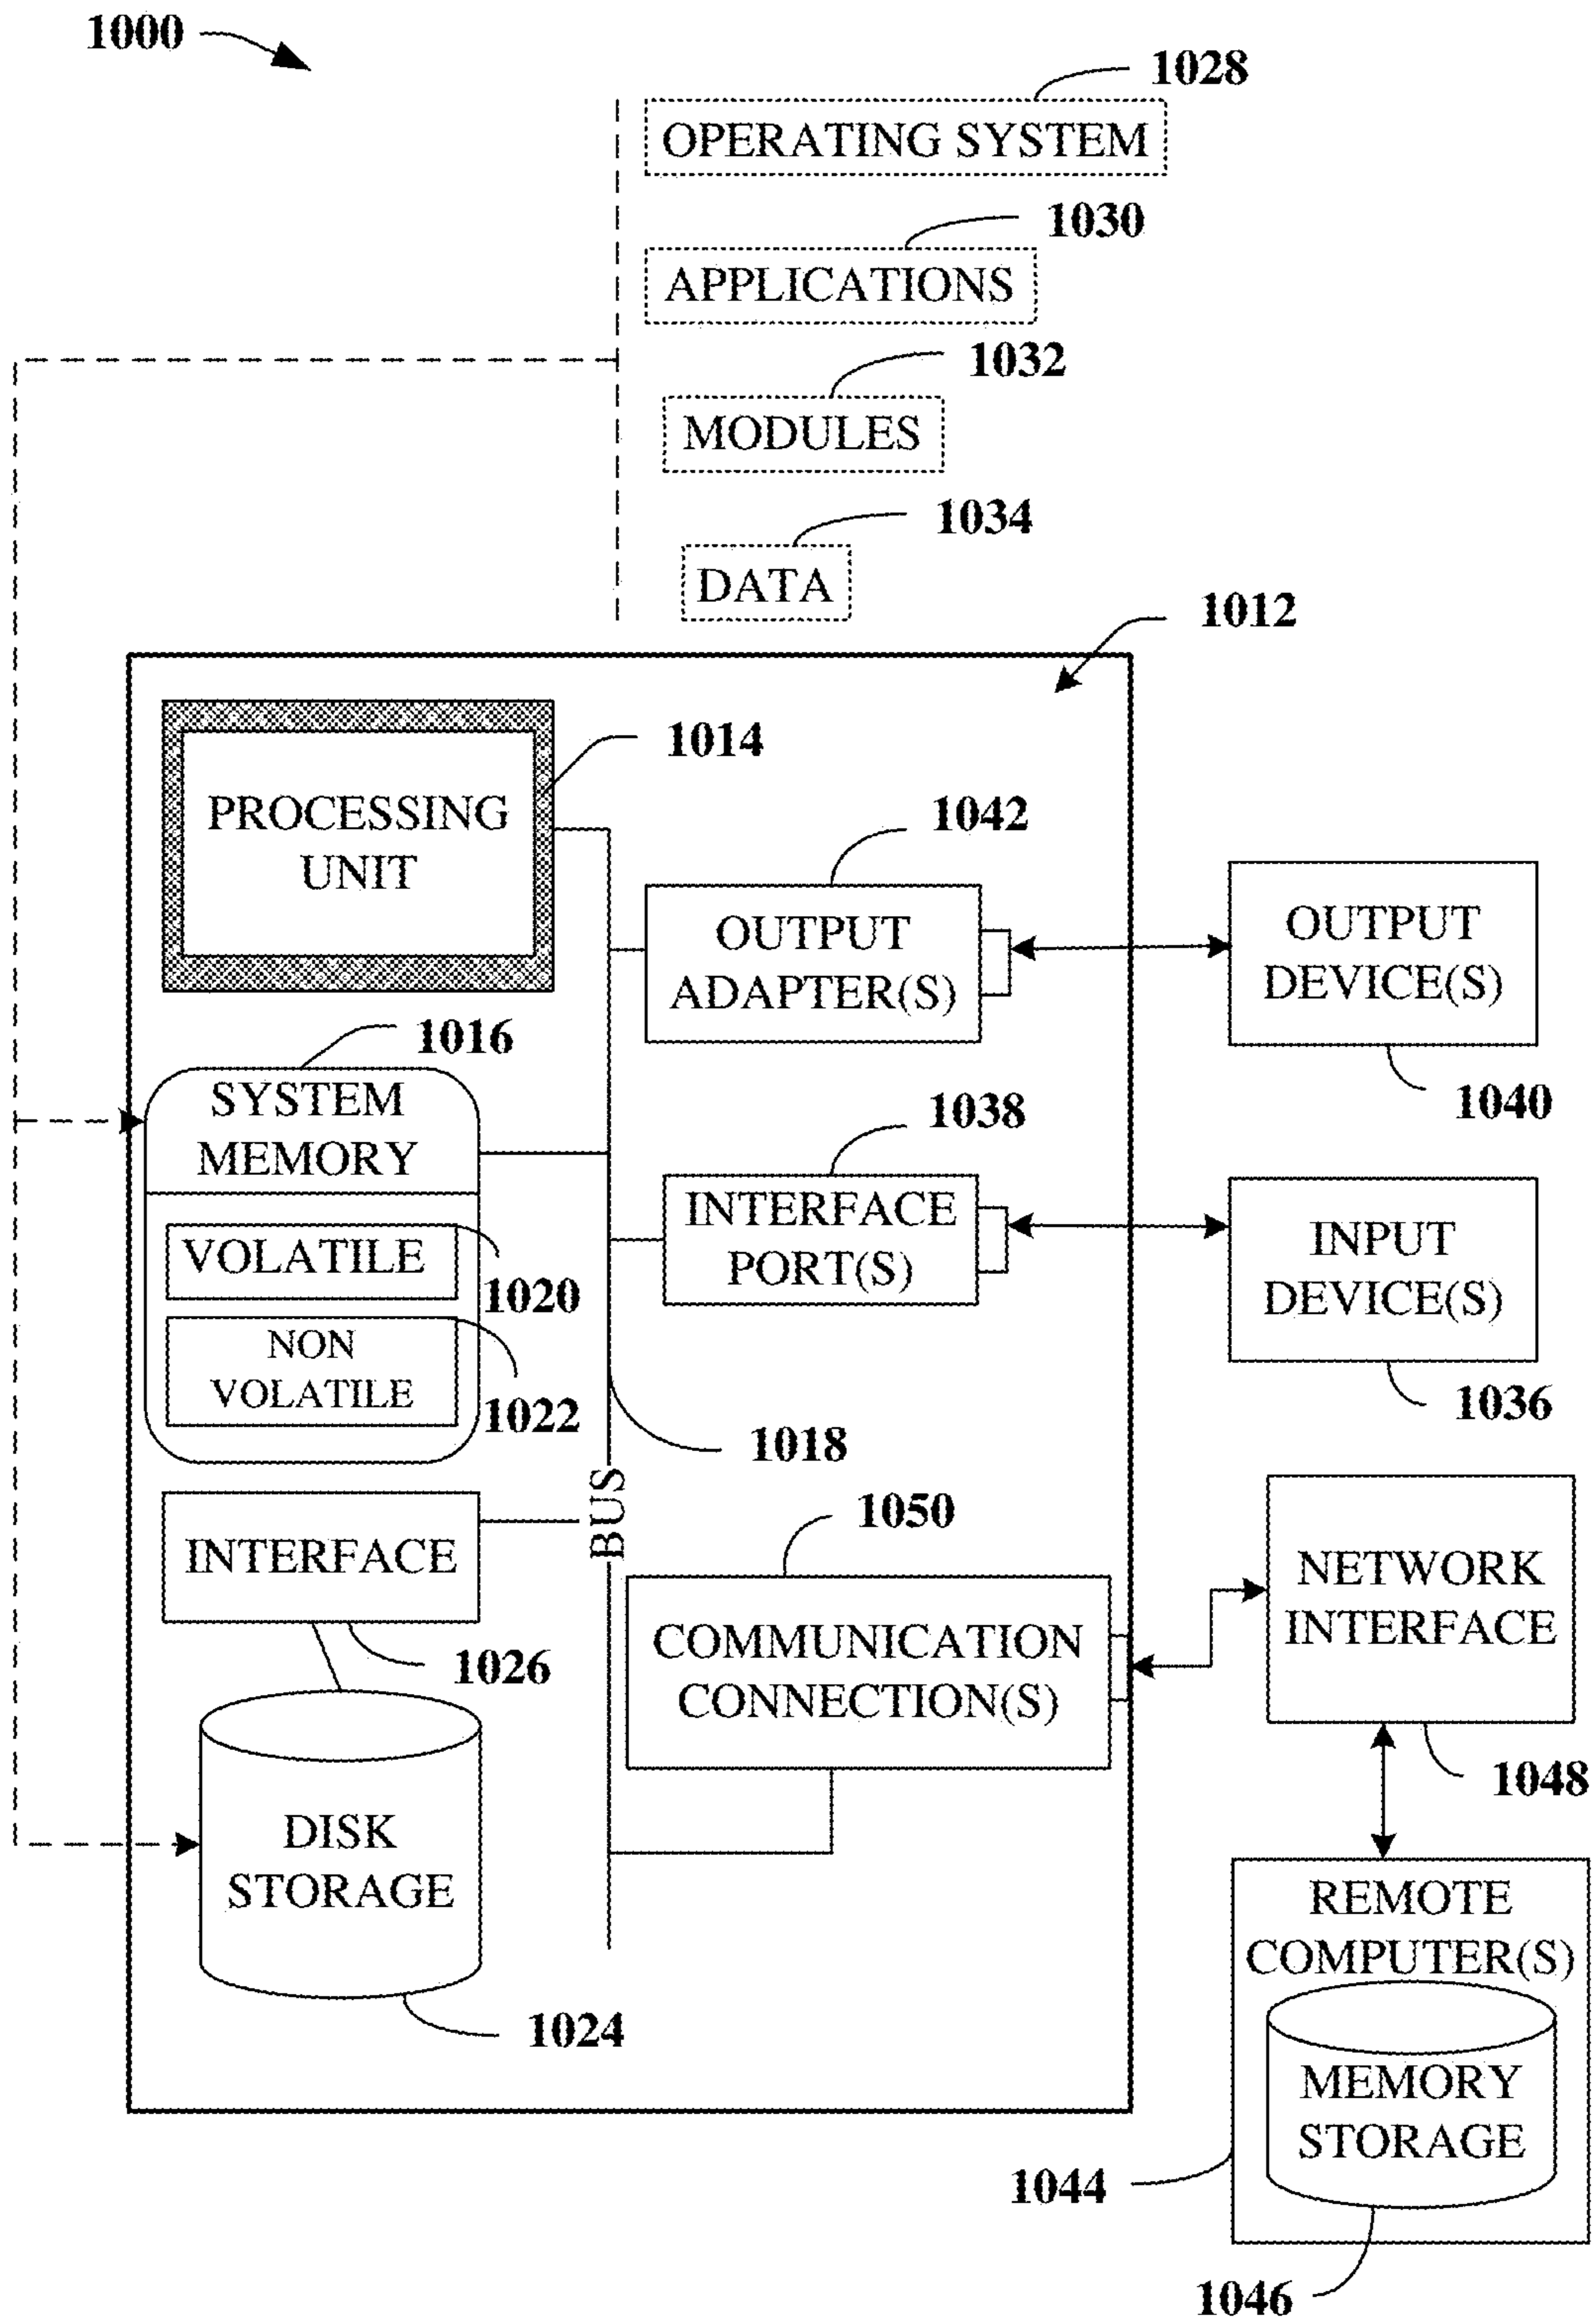 1000
1028
OPERATING SYSTEM
1030
APPLICATIONS
1032
MODULES
1034
DATA
1012
1014
PROCESSING
UNIT
1042
OUTPUT
ADAPTER(S)
OUTPUT
DEVICE(S)
1040
1016
SYSTEM
MEMORY
1038
INTERFACE
PORT(S)
INPUT
DEVICE(S)
1036
VOLATILE
1020
NON
VOLATILE
1022
1018
BUS
INTERFACE
1026
1050
COMMUNICATION
CONNECTION(S)
NETWORK
INTERFACE
1048
DISK
STORAGE
1024
REMOTE
COMPUTER(S)
MEMORY
STORAGE
1044
1046